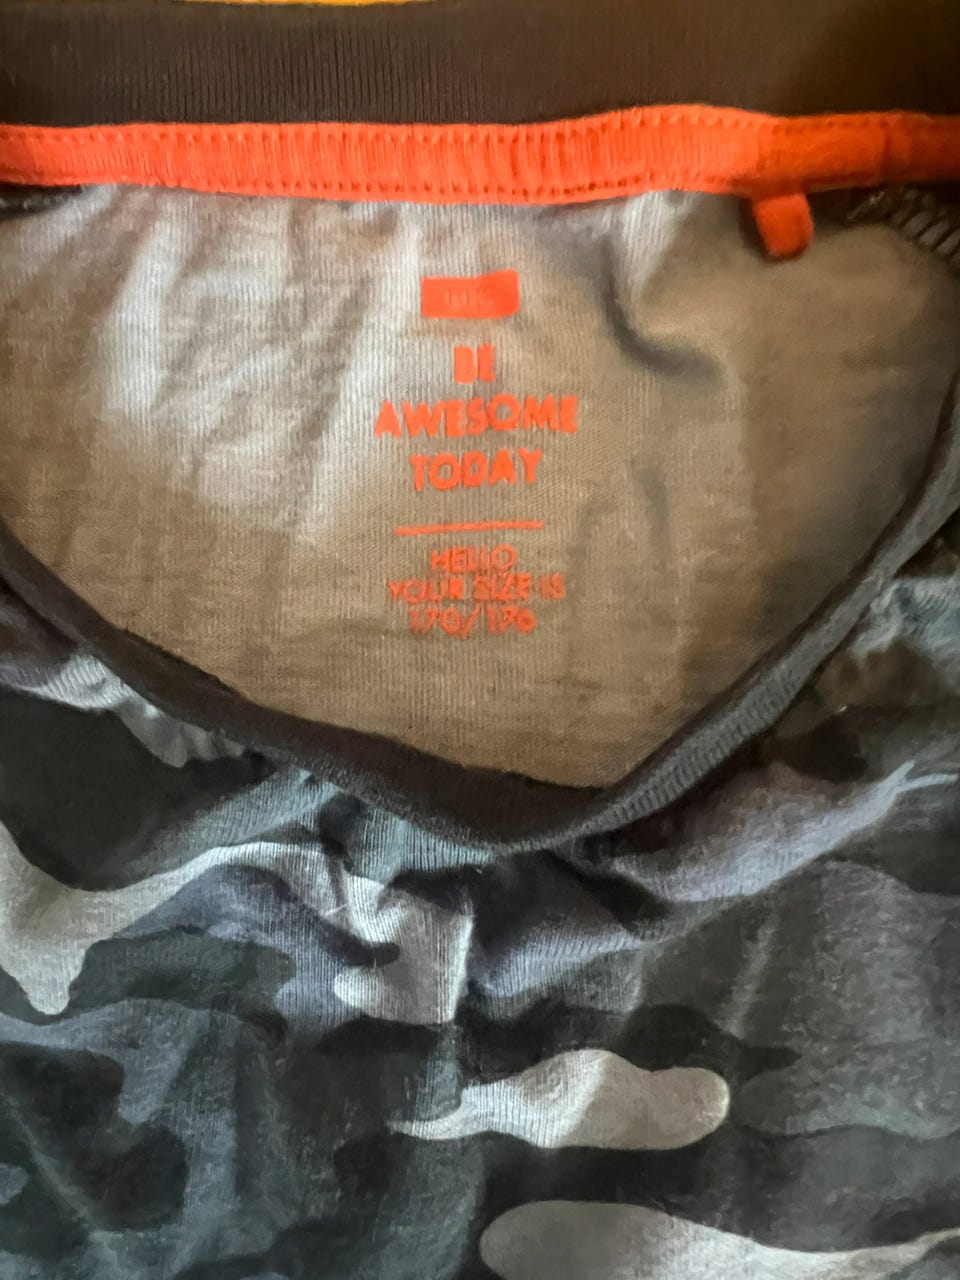 BE
AWESOME
TODAY
HELLO
YOUR SIZE IS
170/176